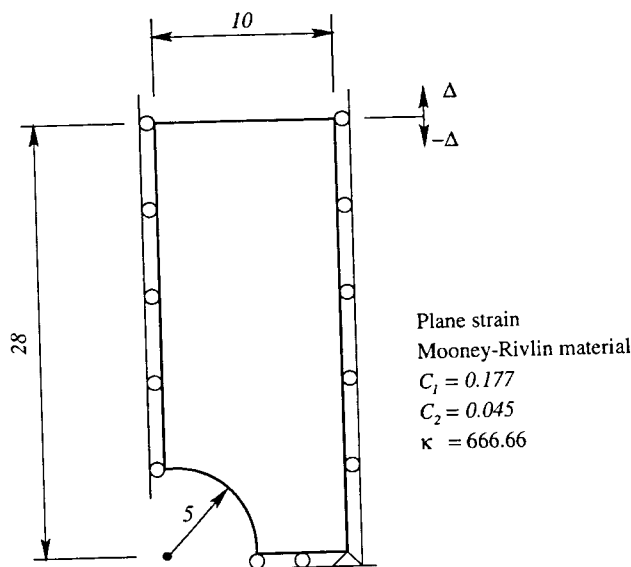 10
Δ
−Δ
28
5
Plane strain
Mooney-Rivlin material
C₁ = 0.177
C₂ = 0.045
κ = 666.66